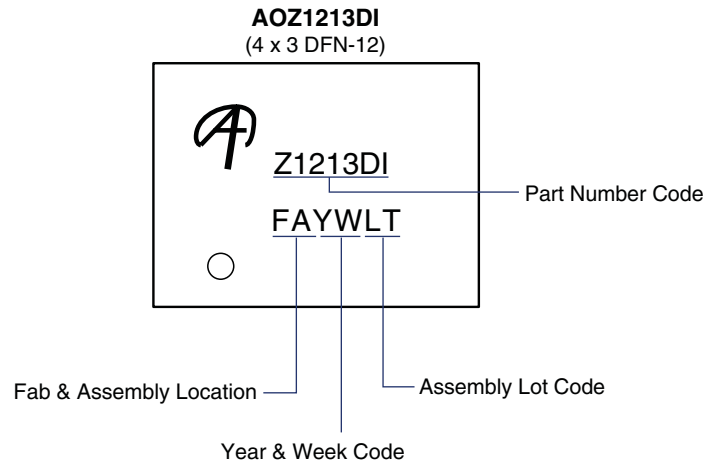 AOZ1213DI
(4 x 3 DFN-12)
Z1213DI
Part Number Code
FAYWLT
Fab & Assembly Location
Assembly Lot Code
Year & Week Code